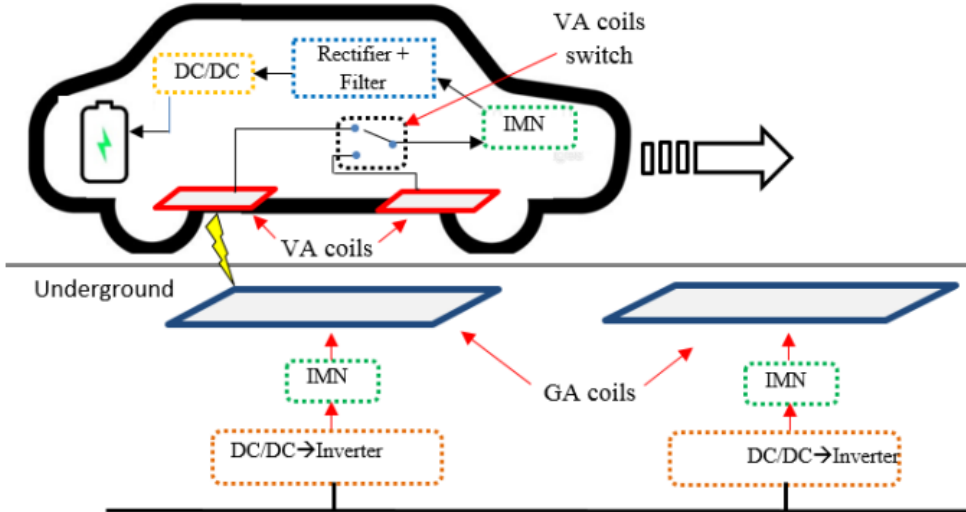 VA coils
switch
Rectifier +
Filter
DC/DC
IMN
VA coils
Underground
IMN
GA coils
IMN
DC/DC→Inverter
DC/DC→Inverter